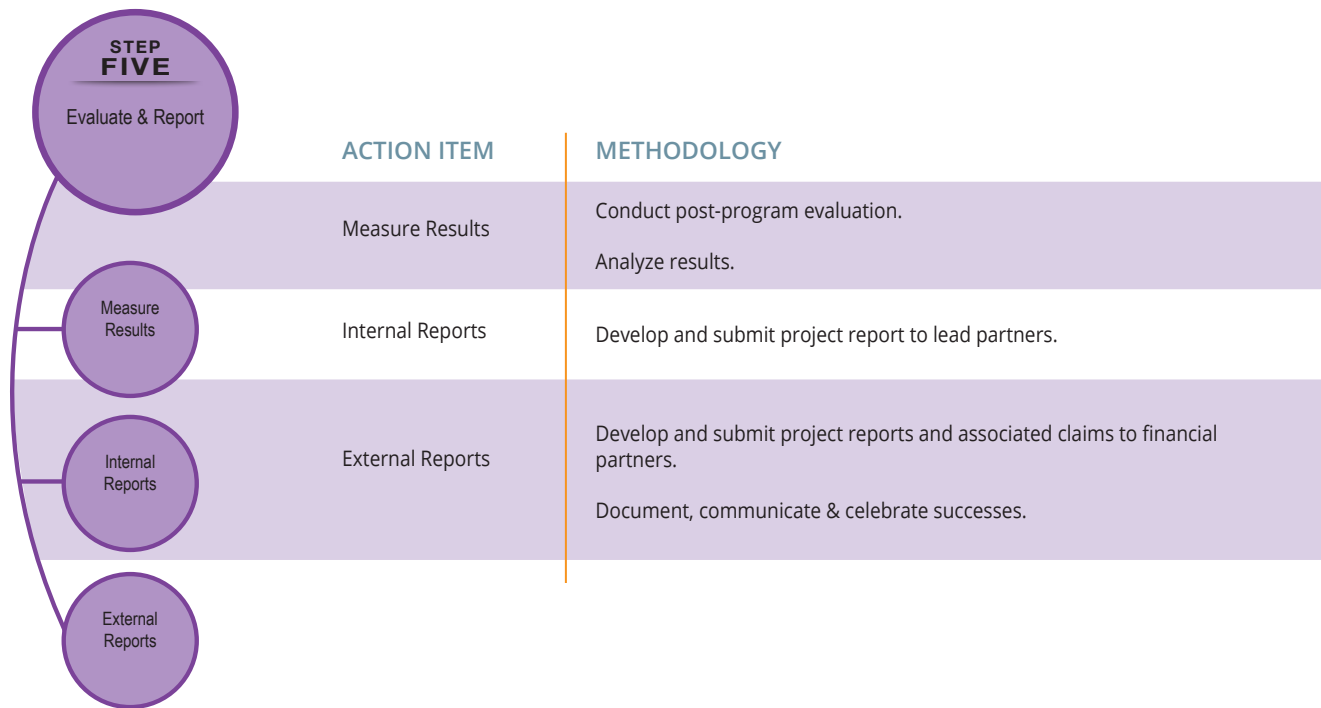 STEP
FIVE
Evaluate & Report
ACTION ITEM
METHODOLOGY
Measure Results
Conduct post-program evaluation.
Analyze results.
Measure
Results
Internal Reports
Develop and submit project report to lead partners.
Internal
Reports
External Reports
Develop and submit project reports and associated claims to financial
partners.
Document, communicate & celebrate successes.
External
Reports